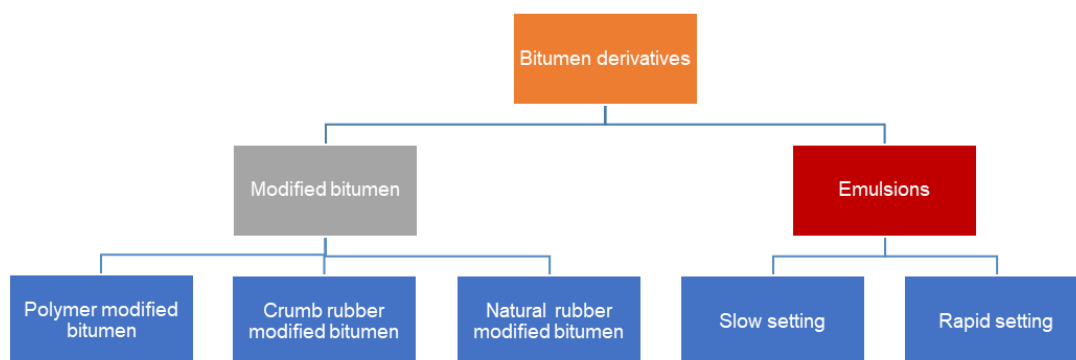 Bitumen derivatives
Modified bitumen
Emulsions
Polymer modified
bitumen
Crumb rubber
modified bitumen
Natural rubber
modified bitumen
Slow setting
Rapid setting